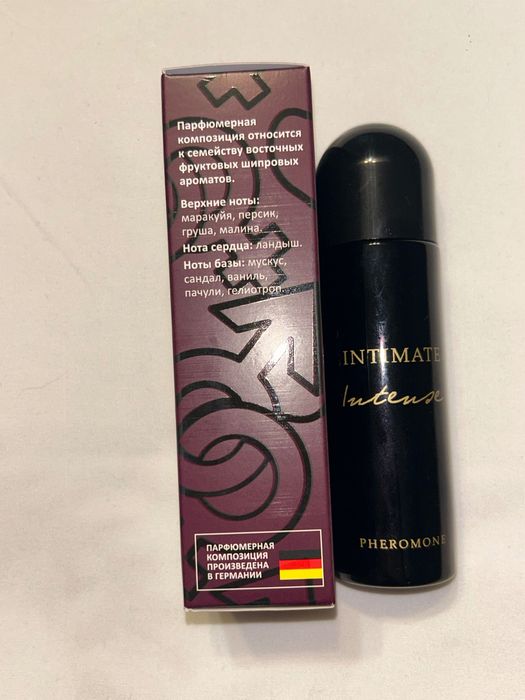 Парфюмерная
композиция относится
к семейству восточных
фруктовых шипровых
ароматов.
Верхние ноты:
маракуйя, персик,
груша, малина.
Нота сердца: ландыш.
Ноты базы: мускус,
сандал, ваниль,
пачули, гелиотроп.
ПАРФЮМЕРНАЯ
КОМПОЗИЦИЯ
ПРОИЗВЕДЕНА
В ГЕРМАНИИ
INTIMATE
Intense
PHEROMONE